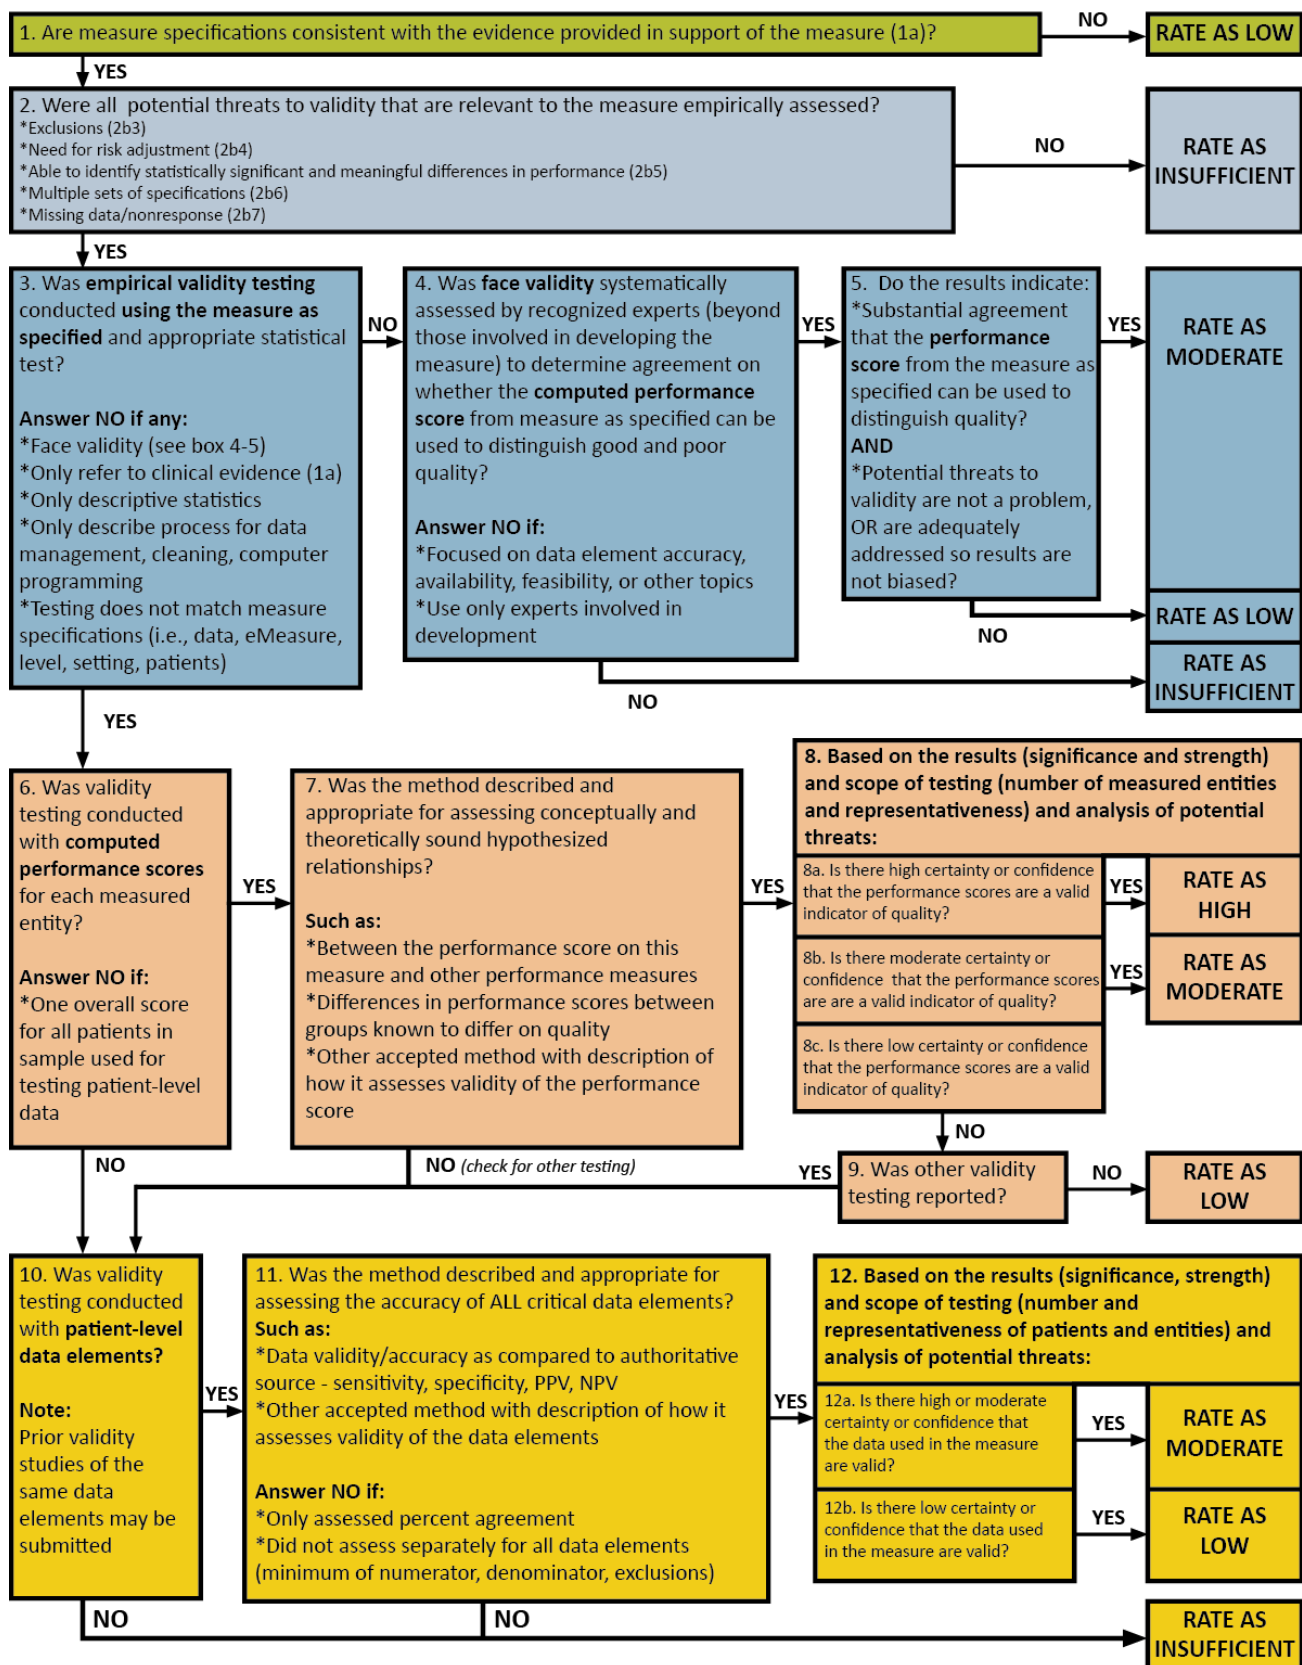 1. Are measure specifications consistent with the evidence provided in support of the measure (1a)?
NO
RATE AS LOW
YES
2. Were all potential threats to validity that are relevant to the measure empirically assessed?
*Exclusions (2b3)
*Need for risk adjustment (2b4)
*Able to identify statistically significant and meaningful differences in performance (2b5)
*Multiple sets of specifications (2b6)
*Missing data/nonresponse (2b7)
NO
RATE AS
INSUFFICIENT
YES
3. Was empirical validity testing
conducted using the measure as
specified and appropriate statistical
test?
Answer NO if any:
*Face validity (see box 4-5)
*Only refer to clinical evidence (1a)
*Only descriptive statistics
*Only describe process for data
management, cleaning, computer
programming
*Testing does not match measure
specifications (i.e., data, eMeasure,
level, setting, patients)
NO
4. Was face validity systematically
assessed by recognized experts (beyond
those involved in developing the
measure) to determine agreement on
whether the computed performance
score from measure as specified can be
used to distinguish good and poor
quality?
Answer NO if:
*Focused on data element accuracy,
availability, feasibility, or other topics
*Use only experts involved in
development
YES
5. Do the results indicate:
*Substantial agreement
that the performance
score from the measure as
specified can be used to
distinguish quality?
AND
*Potential threats to
validity are not a problem,
OR are adequately
addressed so results are
not biased?
YES
RATE AS
MODERATE
NO
RATE AS LOW
NO
RATE AS
INSUFFICIENT
YES
6. Was validity
testing conducted
with computed
performance scores
for each measured
entity?
Answer NO if:
*One overall score
for all patients in
sample used for
testing patient-level
data
YES
7. Was the method described and
appropriate for assessing conceptually and
theoretically sound hypothesized
relationships?
Such as:
*Between the performance score on this
measure and other performance measures
*Differences in performance scores between
groups known to differ on quality
*Other accepted method with description of
how it assesses validity of the performance
score
YES
8. Based on the results (significance and strength)
and scope of testing (number of measured entities
and representativeness) and analysis of potential
threats:
8a. Is there high certainty or confidence
that the performance scores are a valid
indicator of quality?
YES
RATE AS
HIGH
8b. Is there moderate certainty or
confidence that the performance scores
are are a valid indicator of quality?
YES
RATE AS
MODERATE
8c. Is there low certainty or confidence
that the performance scores are a valid
indicator of quality?
NO
NO
NO (check for other testing)
YES
9. Was other validity
testing reported?
NO
RATE AS
LOW
10. Was validity
testing conducted
with patient-level
data elements?
Note:
Prior validity
studies of the
same data
elements may be
submitted
YES
11. Was the method described and appropriate for
assessing the accuracy of ALL critical data elements?
Such as:
*Data validity/accuracy as compared to authoritative
source - sensitivity, specificity, PPV, NPV
*Other accepted method with description of how it
assesses validity of the data elements
Answer NO if:
*Only assessed percent agreement
*Did not assess separately for all data elements
(minimum of numerator, denominator, exclusions)
YES
12. Based on the results (significance, strength)
and scope of testing (number and
representativeness of patients and entities) and
analysis of potential threats:
12a. Is there high or moderate
certainty or confidence that
the data used in the measure
are valid?
YES
RATE AS
MODERATE
12b. Is there low certainty or
confidence that the data used
in the measure are valid?
YES
RATE AS
LOW
NO
NO
RATE AS
INSUFFICIENT